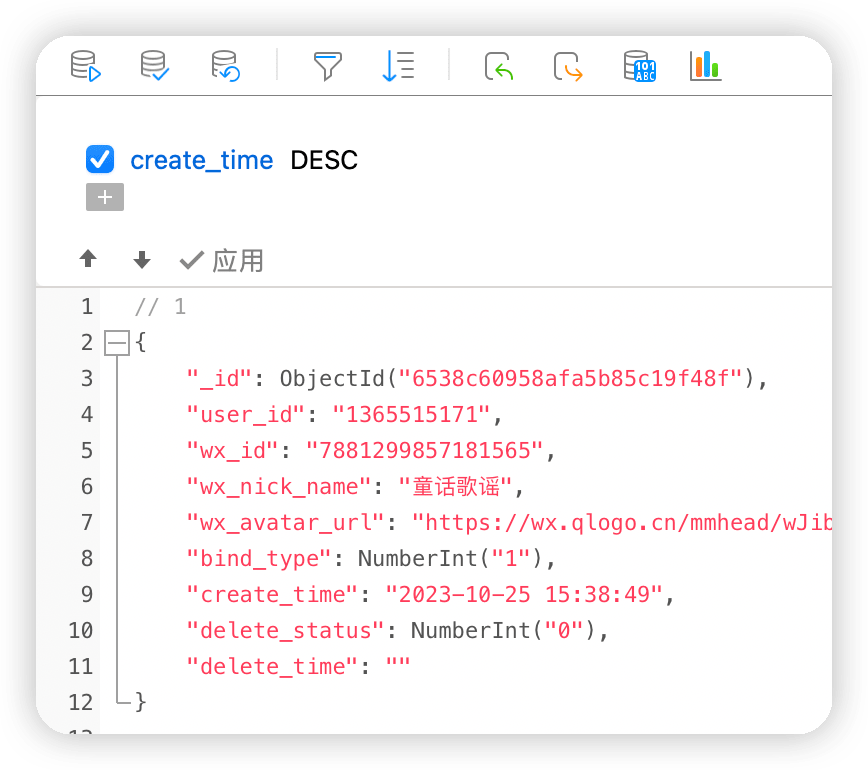 101
ABC
create_time DESC
+
应用
1 // 1
2 {
3 "_id": ObjectId("6538c60958afa5b85c19f48f"),
4 "user_id": "1365515171",
5 "wx_id": "7881299857181565",
6 "wx_nick_name": "童话歌谣",
7 "wx_avatar_url": "https://wx.qlogo.cn/mmhead/wJib
8 "bind_type": NumberInt("1"),
9 "create_time": "2023-10-25 15:38:49",
10 "delete_status": NumberInt("0"),
11 "delete_time": ""
12 }